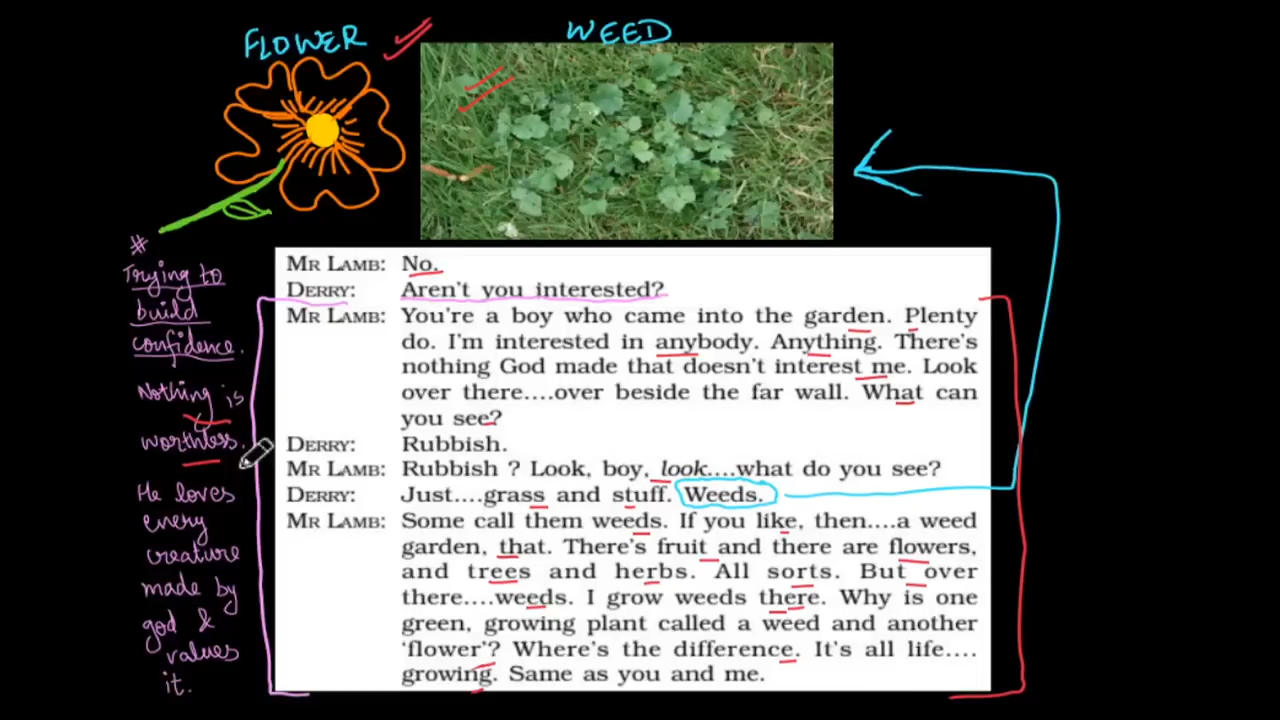 FLOWER
WEED
#
Trying to
build
confidence.
Nothing is
worthless.
He loves
every
creature
made by
god &
values
it.
MR LAMB: No.
DERRY: Aren't you interested?
MR LAMB: You're a boy who came into the garden. Plenty
do. I'm interested in anybody. Anything. There's
nothing God made that doesn't interest me. Look
over there....over beside the far wall. What can
you see?
DERRY: Rubbish.
MR LAMB: Rubbish ? Look, boy, look....what do you see?
DERRY: Just....grass and stuff. Weeds.
MR LAMB: Some call them weeds. If you like, then....a weed
garden, that. There's fruit and there are flowers,
and trees and herbs. All sorts. But over
there....weeds. I grow weeds there. Why is one
green, growing plant called a weed and another
'flower'? Where's the difference. It's all life....
growing. Same as you and me.